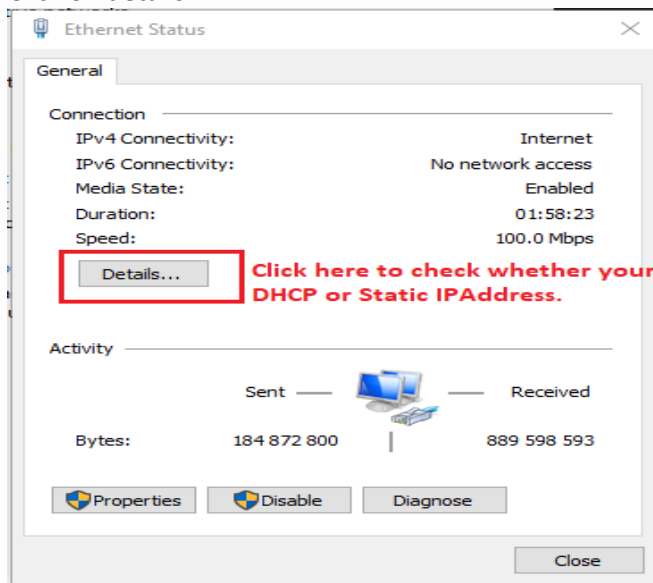 Ethernet Status
General
Connection
IPv4 Connectivity: Internet
IPv6 Connectivity: No network access
Media State: Enabled
Duration: 01:58:23
Speed: 100.0 Mbps
Details... Click here to check whether your
DHCP or Static IPAddress.
Activity
Sent Received
Bytes: 184 872 800 889 598 593
Properties Disable Diagnose
Close